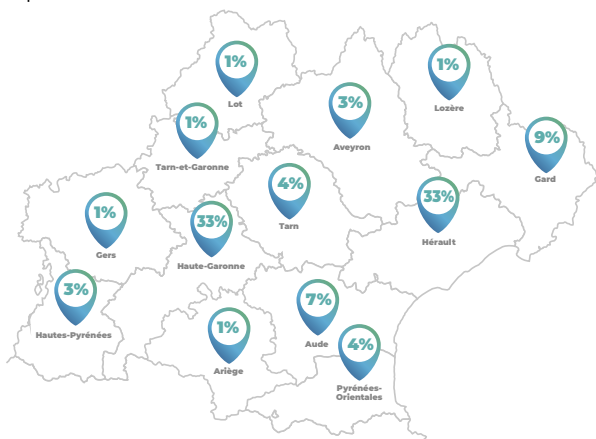 1%
Lot
1%
Lozère
3%
Aveyron
1%
Tarn-et-Garonne
9%
Gard
4%
Tarn
1%
Gers
33%
Haute-Garonne
33%
Hérault
3%
Hautes-Pyrénées
7%
Aude
1%
Ariège
4%
Pyrénées-
Orientales